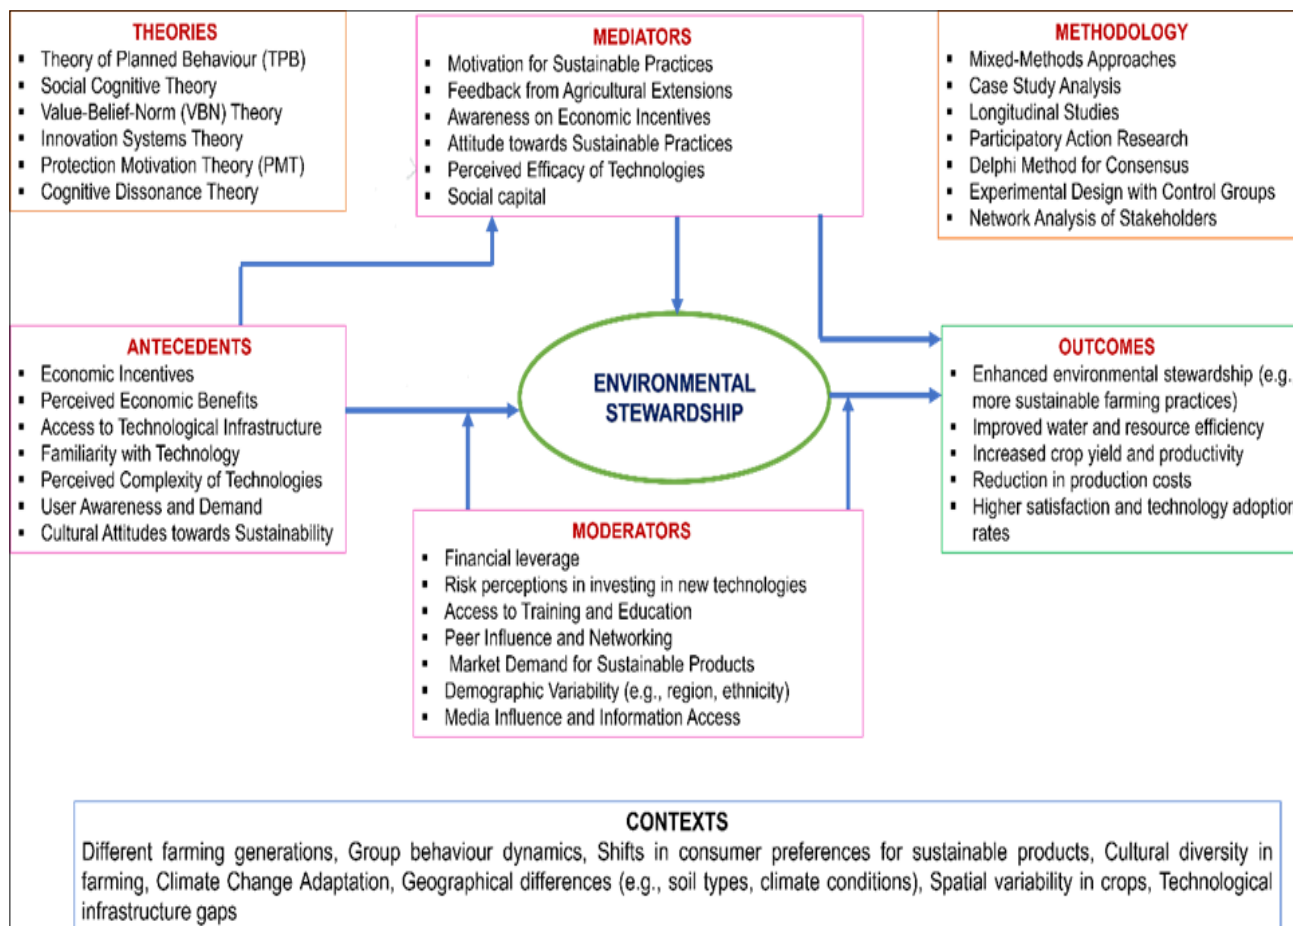 THEORIES
▪ Theory of Planned Behaviour (TPB)
▪ Social Cognitive Theory
▪ Value-Belief-Norm (VBN) Theory
▪ Innovation Systems Theory
▪ Protection Motivation Theory (PMT)
▪ Cognitive Dissonance Theory
MEDIATORS
▪ Motivation for Sustainable Practices
▪ Feedback from Agricultural Extensions
▪ Awareness on Economic Incentives
▪ Attitude towards Sustainable Practices
▪ Perceived Efficacy of Technologies
▪ Social capital
METHODOLOGY
▪ Mixed-Methods Approaches
▪ Case Study Analysis
▪ Longitudinal Studies
▪ Participatory Action Research
▪ Delphi Method for Consensus
▪ Experimental Design with Control Groups
▪ Network Analysis of Stakeholders
ANTECEDENTS
▪ Economic Incentives
▪ Perceived Economic Benefits
▪ Access to Technological Infrastructure
▪ Familiarity with Technology
▪ Perceived Complexity of Technologies
▪ User Awareness and Demand
▪ Cultural Attitudes towards Sustainability
ENVIRONMENTAL
STEWARDSHIP
OUTCOMES
▪ Enhanced environmental stewardship (e.g.
more sustainable farming practices)
▪ Improved water and resource efficiency
▪ Increased crop yield and productivity
▪ Reduction in production costs
▪ Higher satisfaction and technology adoption
rates
MODERATORS
▪ Financial leverage
▪ Risk perceptions in investing in new technologies
▪ Access to Training and Education
▪ Peer Influence and Networking
▪ Market Demand for Sustainable Products
▪ Demographic Variability (e.g., region, ethnicity)
▪ Media Influence and Information Access
CONTEXTS
Different farming generations, Group behaviour dynamics, Shifts in consumer preferences for sustainable products, Cultural diversity in
farming, Climate Change Adaptation, Geographical differences (e.g., soil types, climate conditions), Spatial variability in crops, Technological
infrastructure gaps